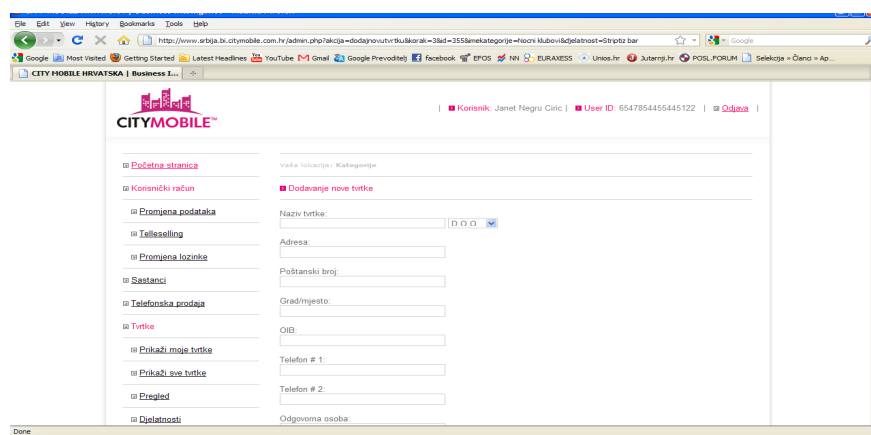 File Edit View History Bookmarks Tools Help
http://www.srbija.bi.citymobile.com.hr/admin.php?akcija=dodajnovutvrtku&korak=3&id=355&imekategorije=Nocni klubovi&djelatnost=Striptiz bar
Google
Google Most Visited Getting Started Latest Headlines YouTube Gmail Google Prevoditelj facebook EFOS NN EURAXESS Unios.hr Jutarnji.hr POSL.FORUM Selekcija » Članci » Ap...
CITY MOBILE HRVATSKA | Business I...
CITYMOBILE™
| Korisnik: Janet Negru Ciric | User ID: 6547854455445122 | Odjava |
Početna stranica
Vaša lokacija: Kategorije
Korisnički račun
Dodavanje nove tvrtke
Promjena podataka
Naziv tvrtke:
D.O.O.
Telleselling
Adresa:
Promjena lozinke
Poštanski broj:
Sastanci
Grad/mjesto:
Telefonska prodaja
Tvrtke
OIB:
Prikaži moje tvrtke
Telefon # 1:
Prikaži sve tvrtke
Telefon # 2:
Pregled
Djelatnosti
Odgovorna osoba:
Done